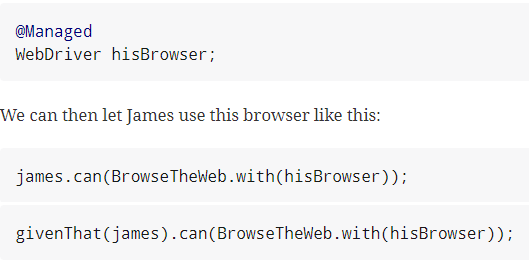 @Managed
WebDriver hisBrowser;
We can then let James use this browser like this:
james.can(BrowseTheWeb.with(hisBrowser));
givenThat(james).can(BrowseTheWeb.with(hisBrowser));